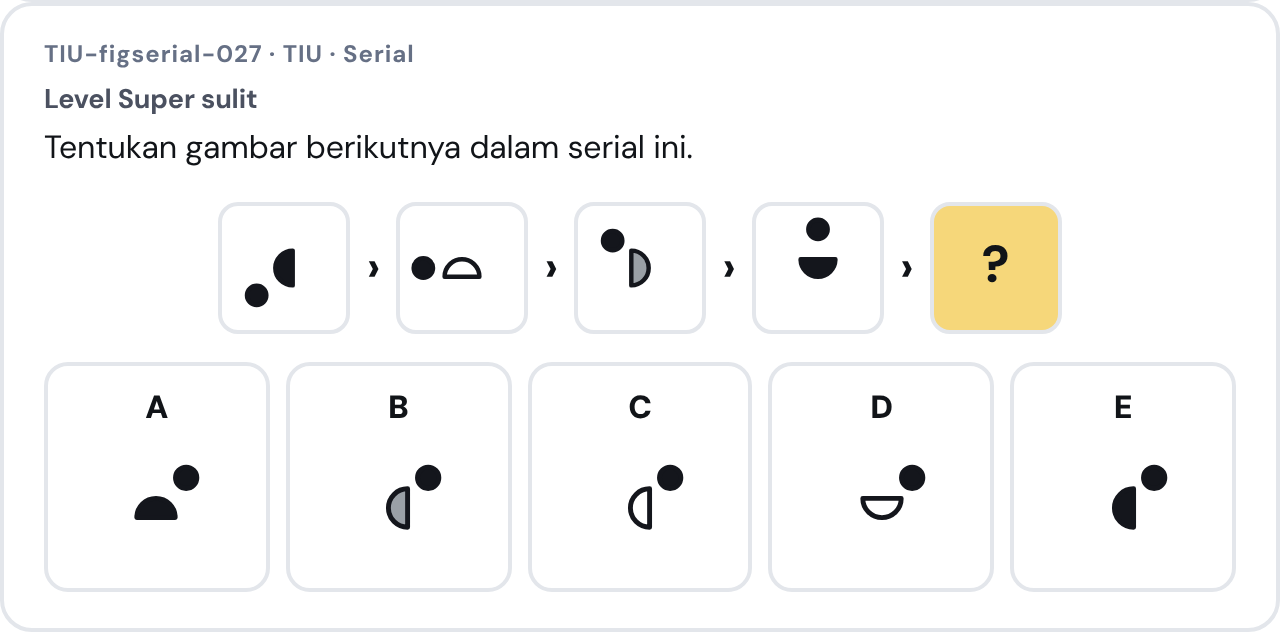 TIU-figserial-027 · TIU · Serial
Level Super sulit
Tentukan gambar berikutnya dalam serial ini.
› › › › ?
A B C D E